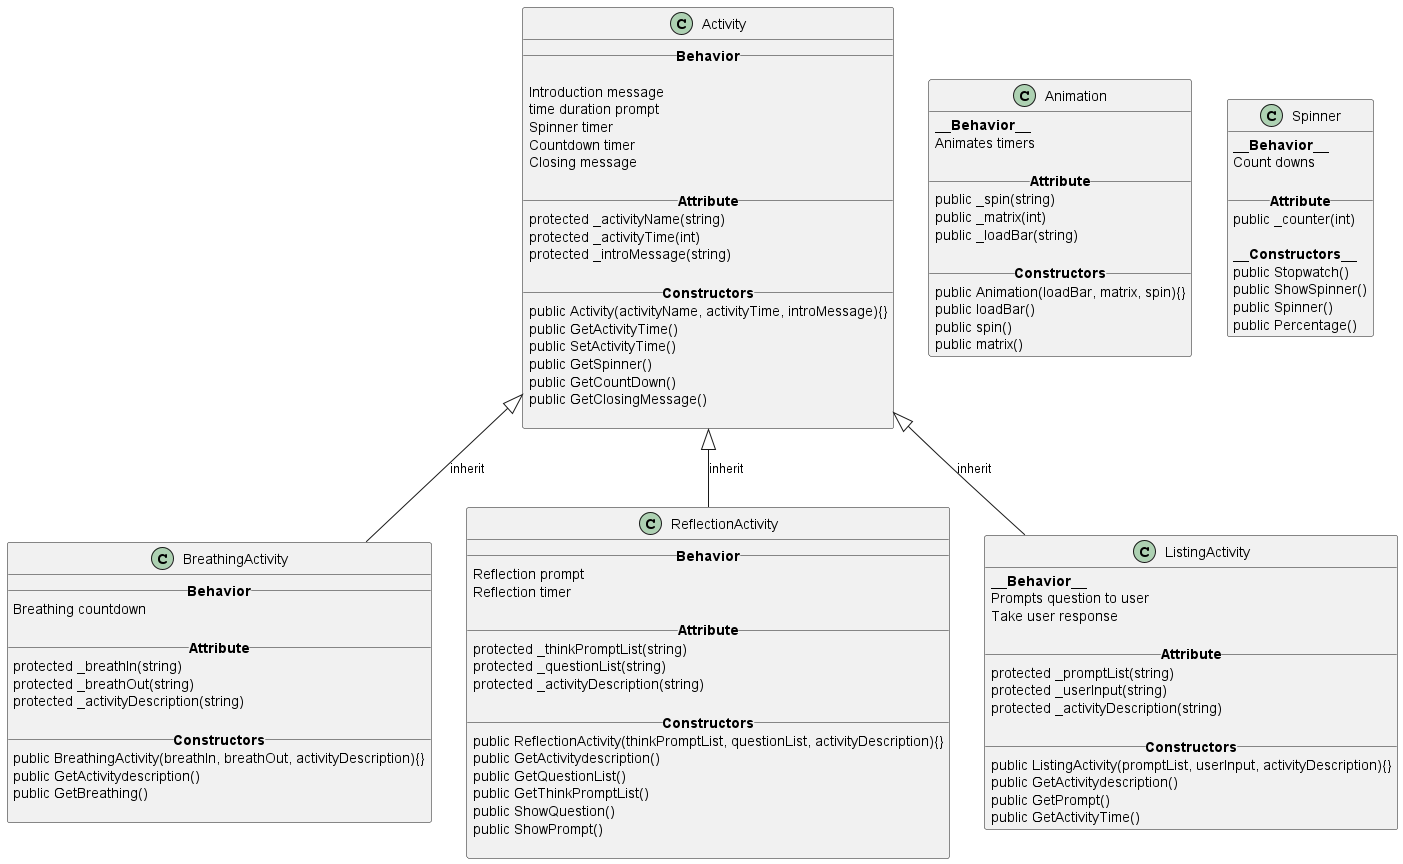 C Activity
Behavior
Introduction message
time duration prompt
Spinner timer
Countdown timer
Closing message
Attribute
protected _activityName(string)
protected _activityTime(int)
protected _introMessage(string)
Constructors
public Activity(activityName, activityTime, introMessage){}
public GetActivityTime()
public SetActivityTime()
public GetSpinner()
public GetCountDown()
public GetClosingMessage()
C Animation
__Behavior__
Animates timers
Attribute
public _spin(string)
public _matrix(int)
public _loadBar(string)
Constructors
public Animation(loadBar, matrix, spin){}
public loadBar()
public spin()
public matrix()
C Spinner
__Behavior__
Count downs
Attribute
public _counter(int)
__Constructors__
public Stopwatch()
public ShowSpinner()
public Spinner()
public Percentage()
inherit
inherit
inherit
C BreathingActivity
Behavior
Breathing countdown
Attribute
protected _breathIn(string)
protected _breathOut(string)
protected _activityDescription(string)
Constructors
public BreathingActivity(breathIn, breathOut, activityDescription){}
public GetActivitydescription()
public GetBreathing()
C ReflectionActivity
Behavior
Reflection prompt
Reflection timer
Attribute
protected _thinkPromptList(string)
protected _questionList(string)
protected _activityDescription(string)
Constructors
public ReflectionActivity(thinkPromptList, questionList, activityDescription){}
public GetActivitydescription()
public GetQuestionList()
public GetThinkPromptList()
public ShowQuestion()
public ShowPrompt()
C ListingActivity
__Behavior__
Prompts question to user
Take user response
Attribute
protected _promptList(string)
protected _userInput(string)
protected _activityDescription(string)
Constructors
public ListingActivity(promptList, userInput, activityDescription){}
public GetActivitydescription()
public GetPrompt()
public GetActivityTime()